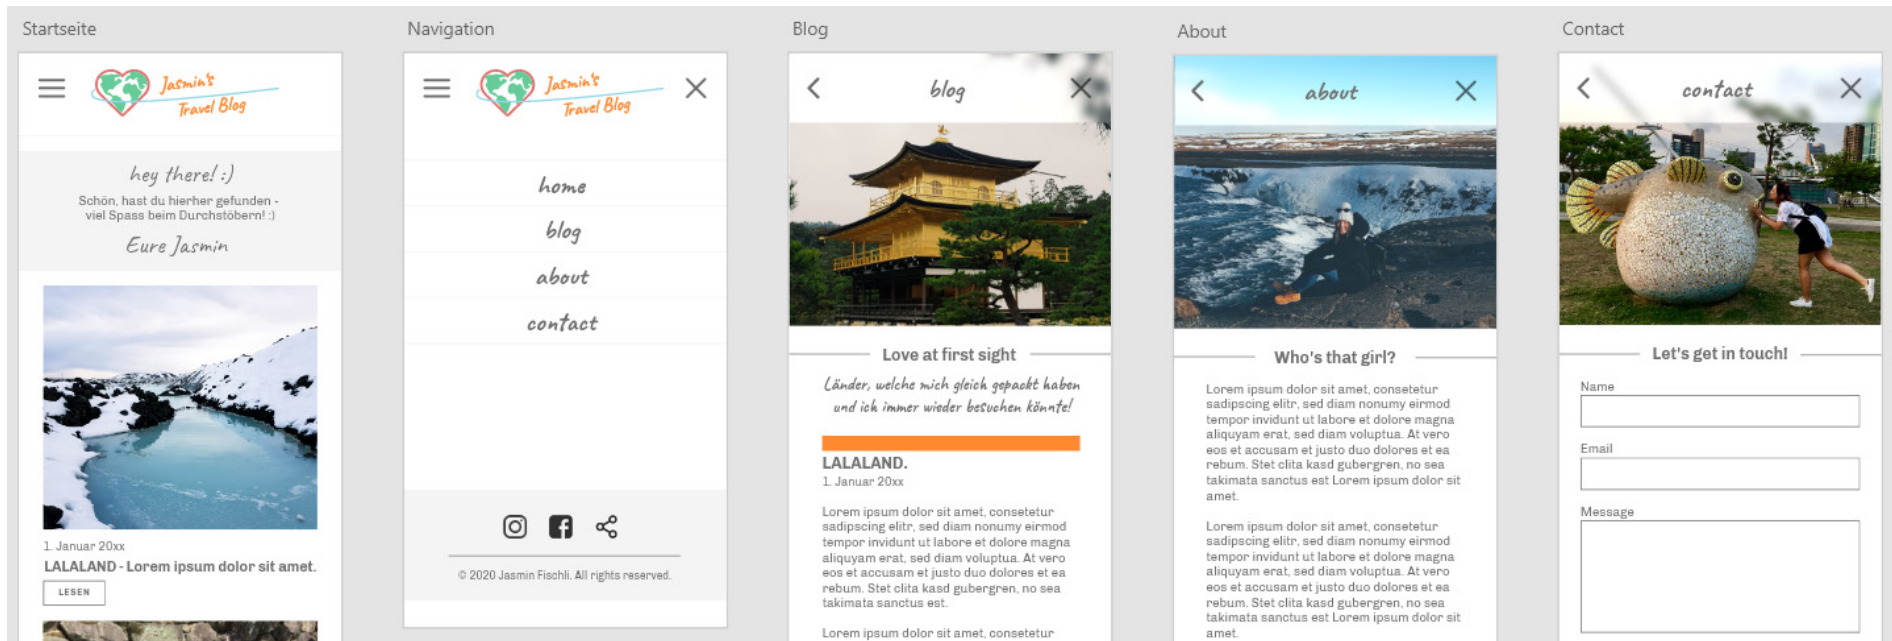 Startseite
Jasmin's
Travel Blog
hey there! :)
Schön, hast du hierher gefunden -
viel Spass beim Durchstöbern! :)
Eure Jasmin
1. Januar 20xx
LALALAND - Lorem ipsum dolor sit amet.
LESEN
Navigation
Jasmin's
Travel Blog
home
blog
about
contact
© 2020 Jasmin Fischli. All rights reserved.
Blog
blog
Love at first sight
Länder, welche mich gleich gepackt haben
und ich immer wieder besuchen könnte!
LALALAND.
1. Januar 20xx
Lorem ipsum dolor sit amet, consetetur
sadipscing elitr, sed diam nonumy eirmod
tempor invidunt ut labore et dolore magna
aliquyam erat, sed diam voluptua. At vero
eos et accusam et justo duo dolores et ea
rebum. Stet clita kasd gubergren, no sea
takimata sanctus est.
Lorem ipsum dolor sit amet, consetetur
About
about
Who's that girl?
Lorem ipsum dolor sit amet, consetetur
sadipscing elitr, sed diam nonumy eirmod
tempor invidunt ut labore et dolore magna
aliquyam erat, sed diam voluptua. At vero
eos et accusam et justo duo dolores et ea
rebum. Stet clita kasd gubergren, no sea
takimata sanctus est Lorem ipsum dolor sit
amet.
Lorem ipsum dolor sit amet, consetetur
sadipscing elitr, sed diam nonumy eirmod
tempor invidunt ut labore et dolore magna
aliquyam erat, sed diam voluptua. At vero
eos et accusam et justo duo dolores et ea
rebum. Stet clita kasd gubergren, no sea
takimata sanctus est Lorem ipsum dolor sit
amet.
Contact
contact
Let's get in touch!
Name
Email
Message